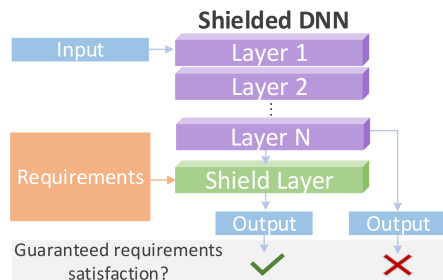 Shielded DNN
Input
Layer 1
Layer 2
⋮
Layer N
Requirements
Shield Layer
Output
Output
Guaranteed requirements
satisfaction?